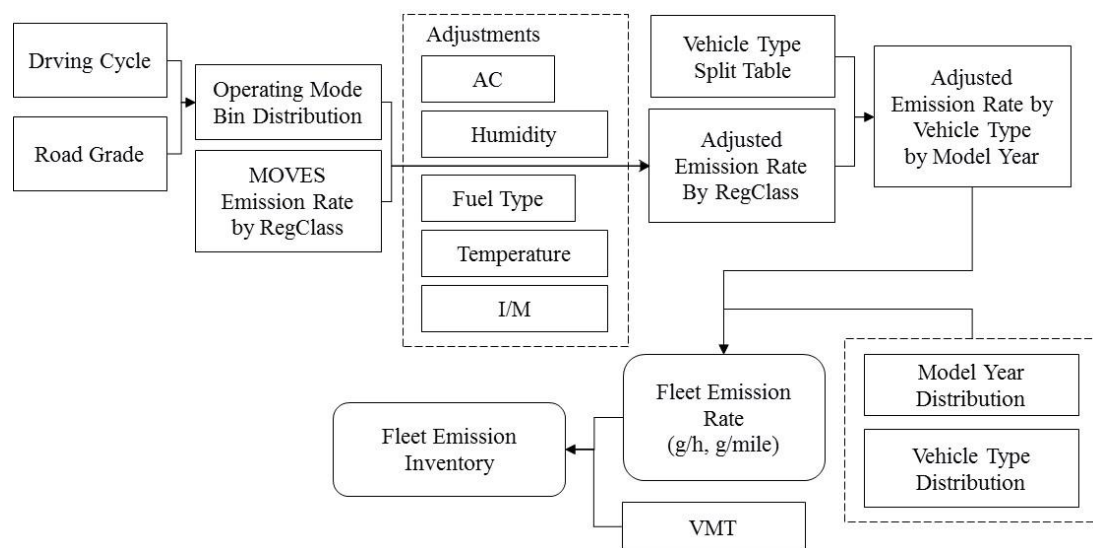 Drving Cycle
Road Grade
Operating Mode
Bin Distribution
MOVES
Emission Rate
by RegClass
Adjustments
AC
Humidity
Fuel Type
Temperature
I/M
Vehicle Type
Split Table
Adjusted
Emission Rate
By RegClass
Adjusted
Emission Rate by
Vehicle Type
by Model Year
Model Year
Distribution
Vehicle Type
Distribution
Fleet Emission
Rate
(g/h, g/mile)
VMT
Fleet Emission
Inventory